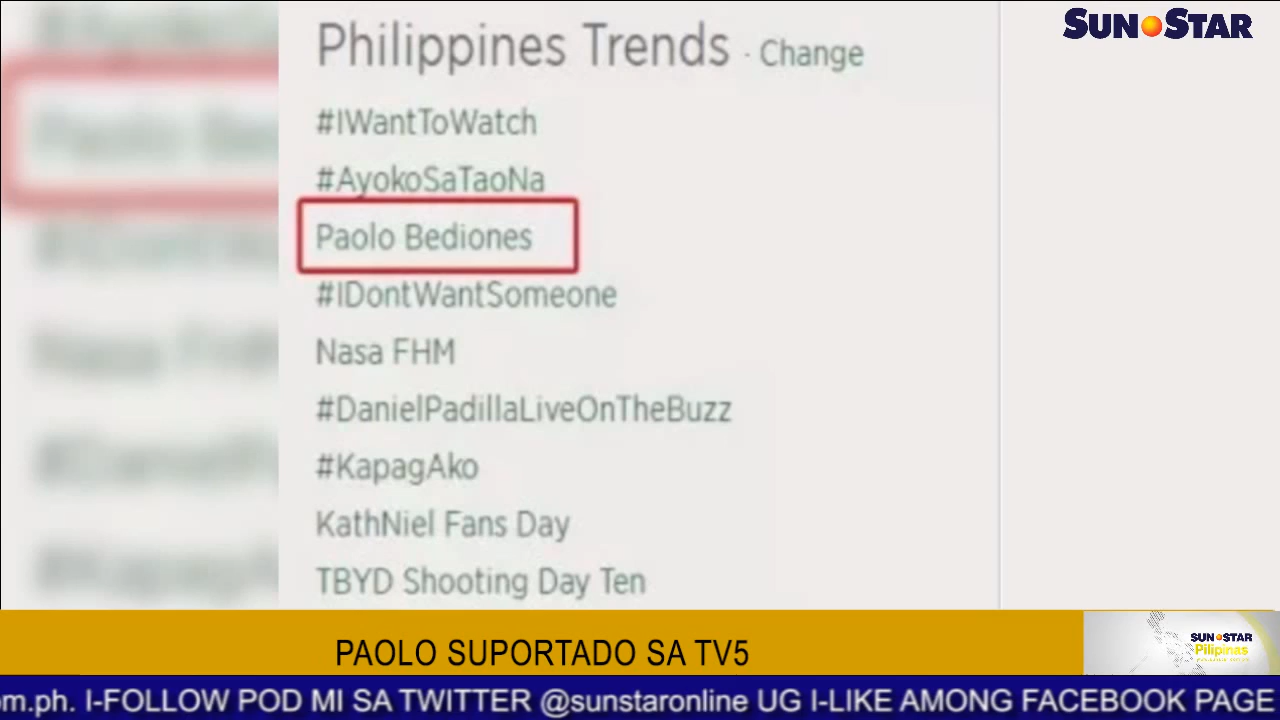 SUN STAR
Philippines Trends · Change
#IWantToWatch
#AyokoSaTaoNa
Paolo Bediones
#IDontWantSomeone
Nasa FHM
#DanielPadillaLiveOnTheBuzz
#KapagAko
KathNiel Fans Day
TBYD Shooting Day Ten
PAOLO SUPORTADO SA TV5
SUN STAR
Pilipinas
om.ph. I-FOLLOW POD MI SA TWITTER @sunstaronline UG I-LIKE AMONG FACEBOOK PAGE